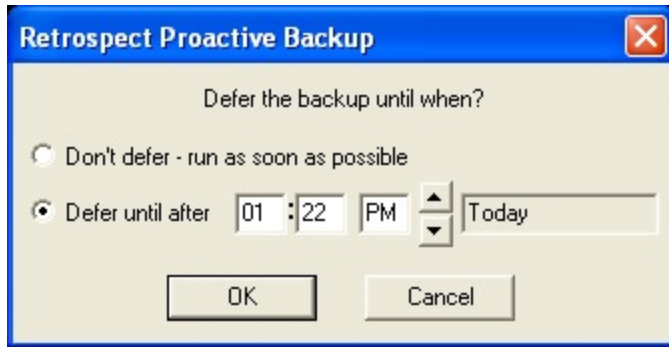 Retrospect Proactive Backup
Defer the backup until when?
Don't defer - run as soon as possible
Defer until after 01 : 22 PM Today
OK Cancel